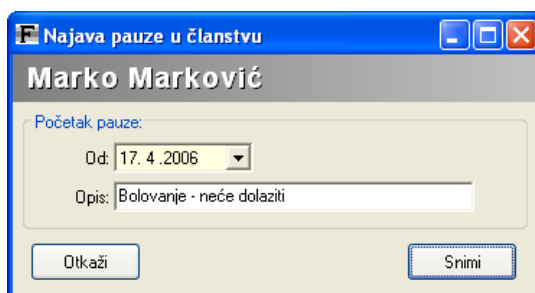 F Najava pauze u članstvu
Marko Marković
Početak pauze:
Od: 17. 4 .2006
Opis: Bolovanje - neće dolaziti
Otkaži Snimi